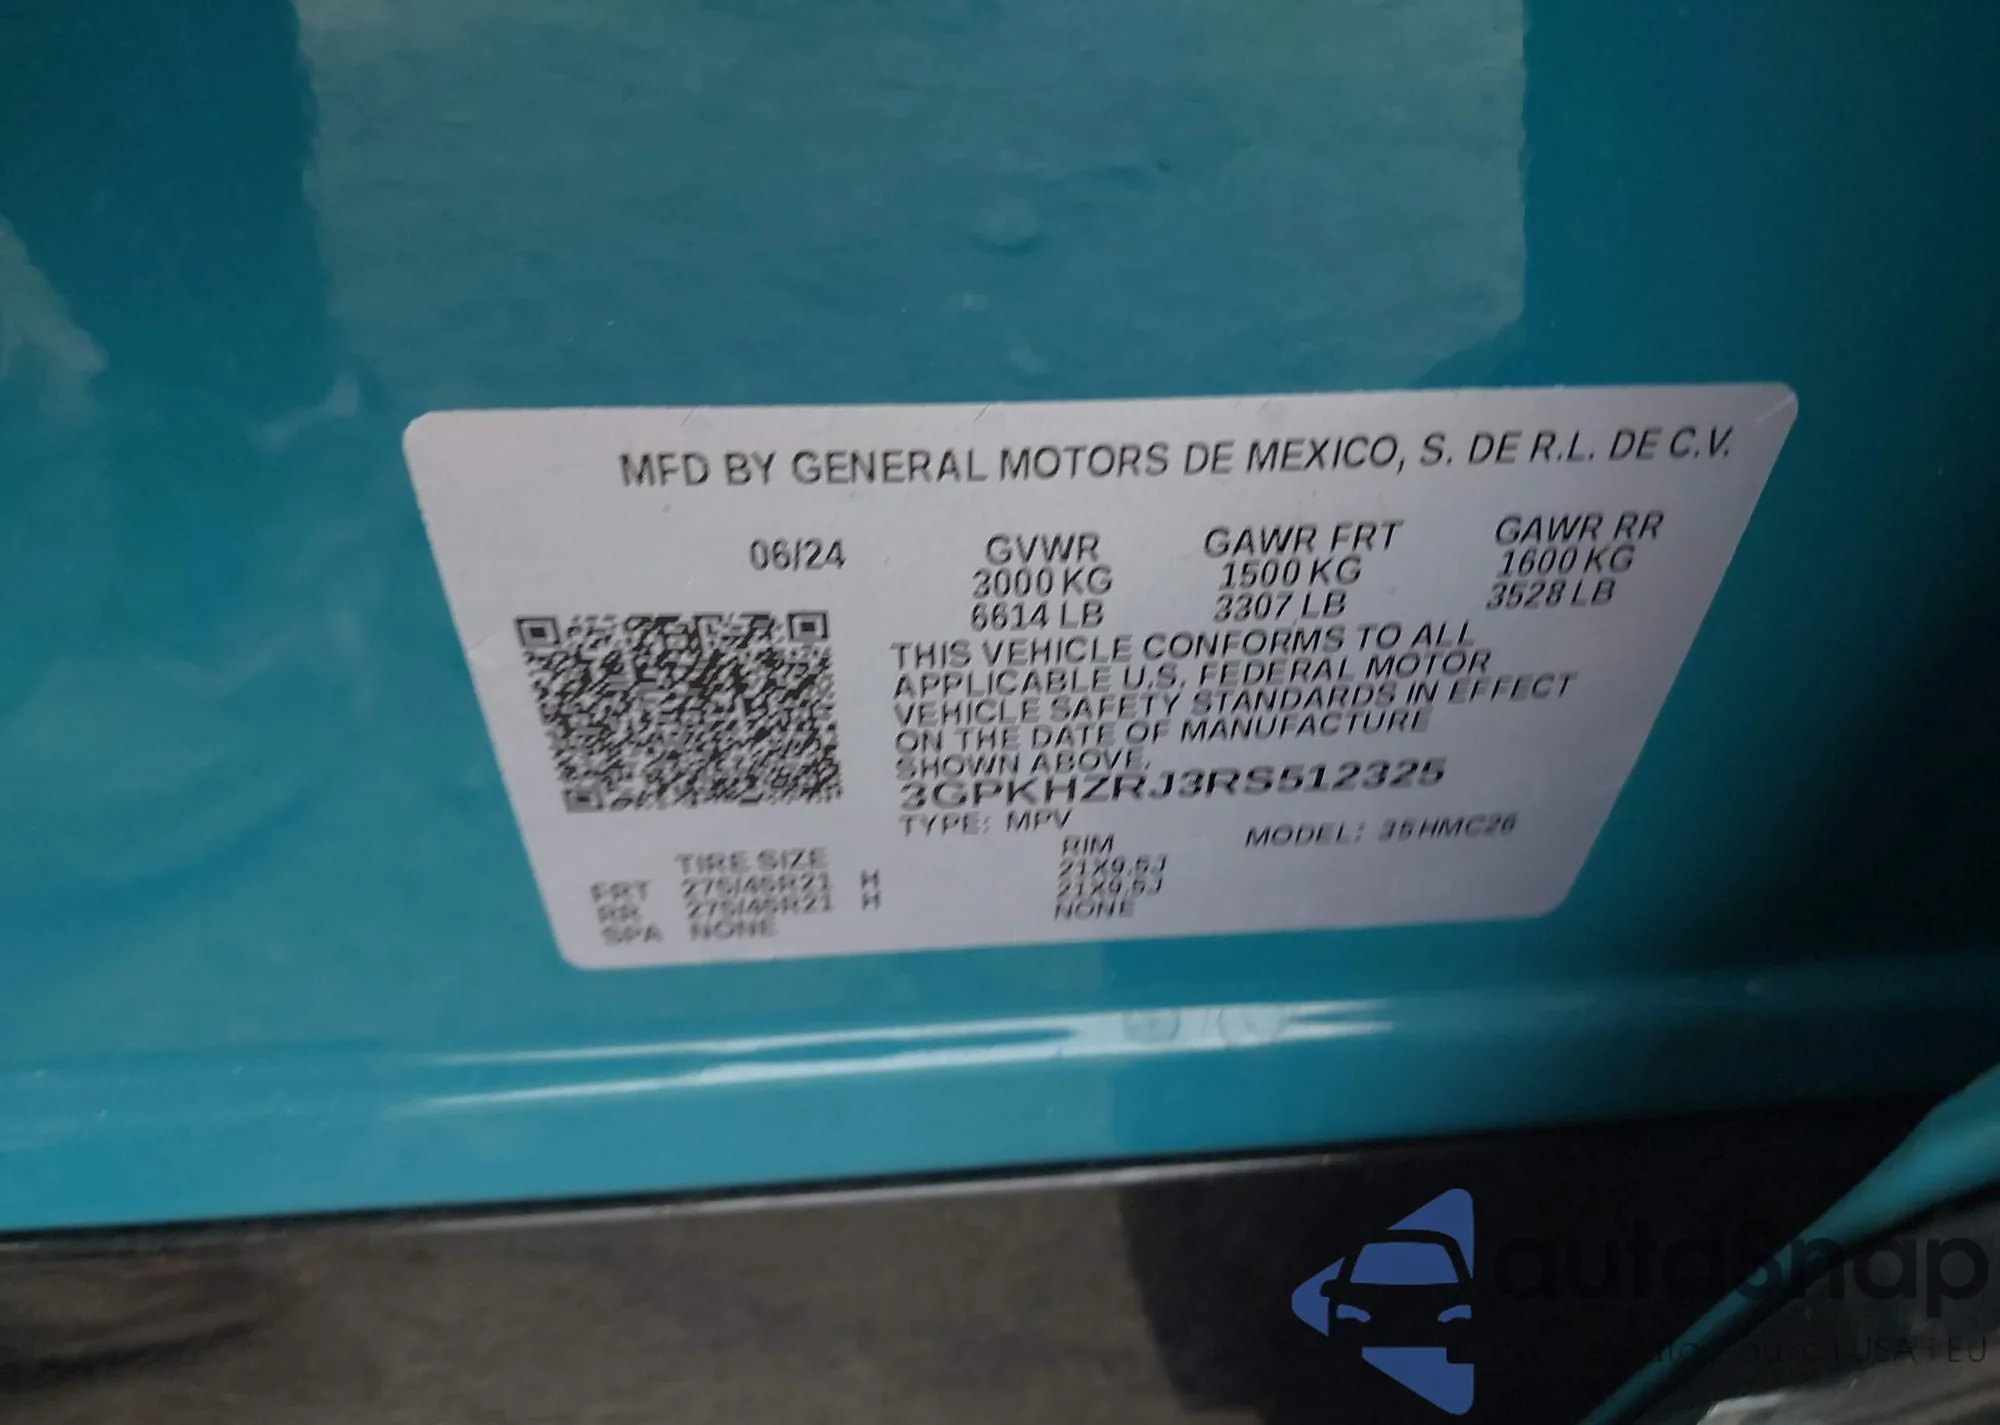 MFD BY GENERAL MOTORS DE MEXICO, S. DE R.L. DE C.V.
06/24 GVWR GAWR FRT GAWR RR
3000 KG 1500 KG 1600 KG
6614 LB 3307 LB 3528 LB
THIS VEHICLE CONFORMS TO ALL
APPLICABLE U.S. FEDERAL MOTOR
VEHICLE SAFETY STANDARDS IN EFFECT
ON THE DATE OF MANUFACTURE
SHOWN ABOVE.
3GPKHZRJ3RS512325
TYPE: MPV MODEL: 35HMC26
TIRE SIZE RIM
FRT 275/45R21 H 21X9.5J
RR 275/45R21 H 21X9.5J
SPA NONE NONE
autoSnap
USA i EU